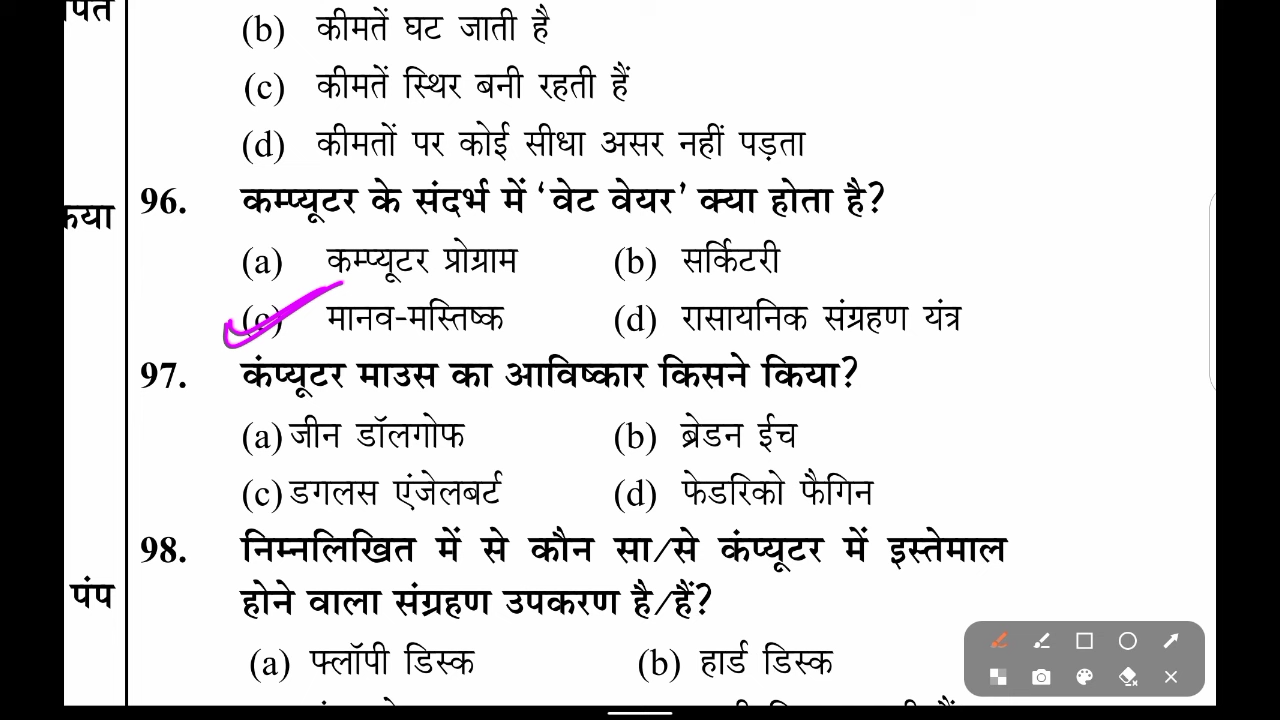 (b) कीमतें घट जाती है
(c) कीमतें स्थिर बनी रहती हैं
(d) कीमतों पर कोई सीधा असर नहीं पड़ता
96. कम्प्यूटर के संदर्भ में ‘वेट वेयर’ क्या होता है?
(a) कम्प्यूटर प्रोग्राम (b) सर्किटरी
(c) मानव-मस्तिष्क (d) रासायनिक संग्रहण यंत्र
97. कंप्यूटर माउस का आविष्कार किसने किया?
(a) जीन डॉलगोफ (b) ब्रेडन ईच
(c) डगलस एंजेलबर्ट (d) फेडरिको फैगिन
98. निम्नलिखित में से कौन सा/से कंप्यूटर में इस्तेमाल
होने वाला संग्रहण उपकरण है/हैं?
पंप
(a) फ्लॉपी डिस्क (b) हार्ड डिस्क